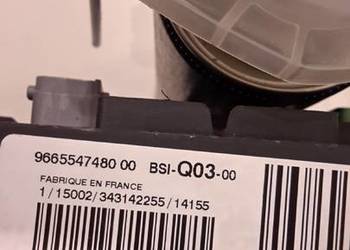 9665547480 00 BSI-Q03-00
FABRIQUE EN FRANCE
1/15002/343142255/14155